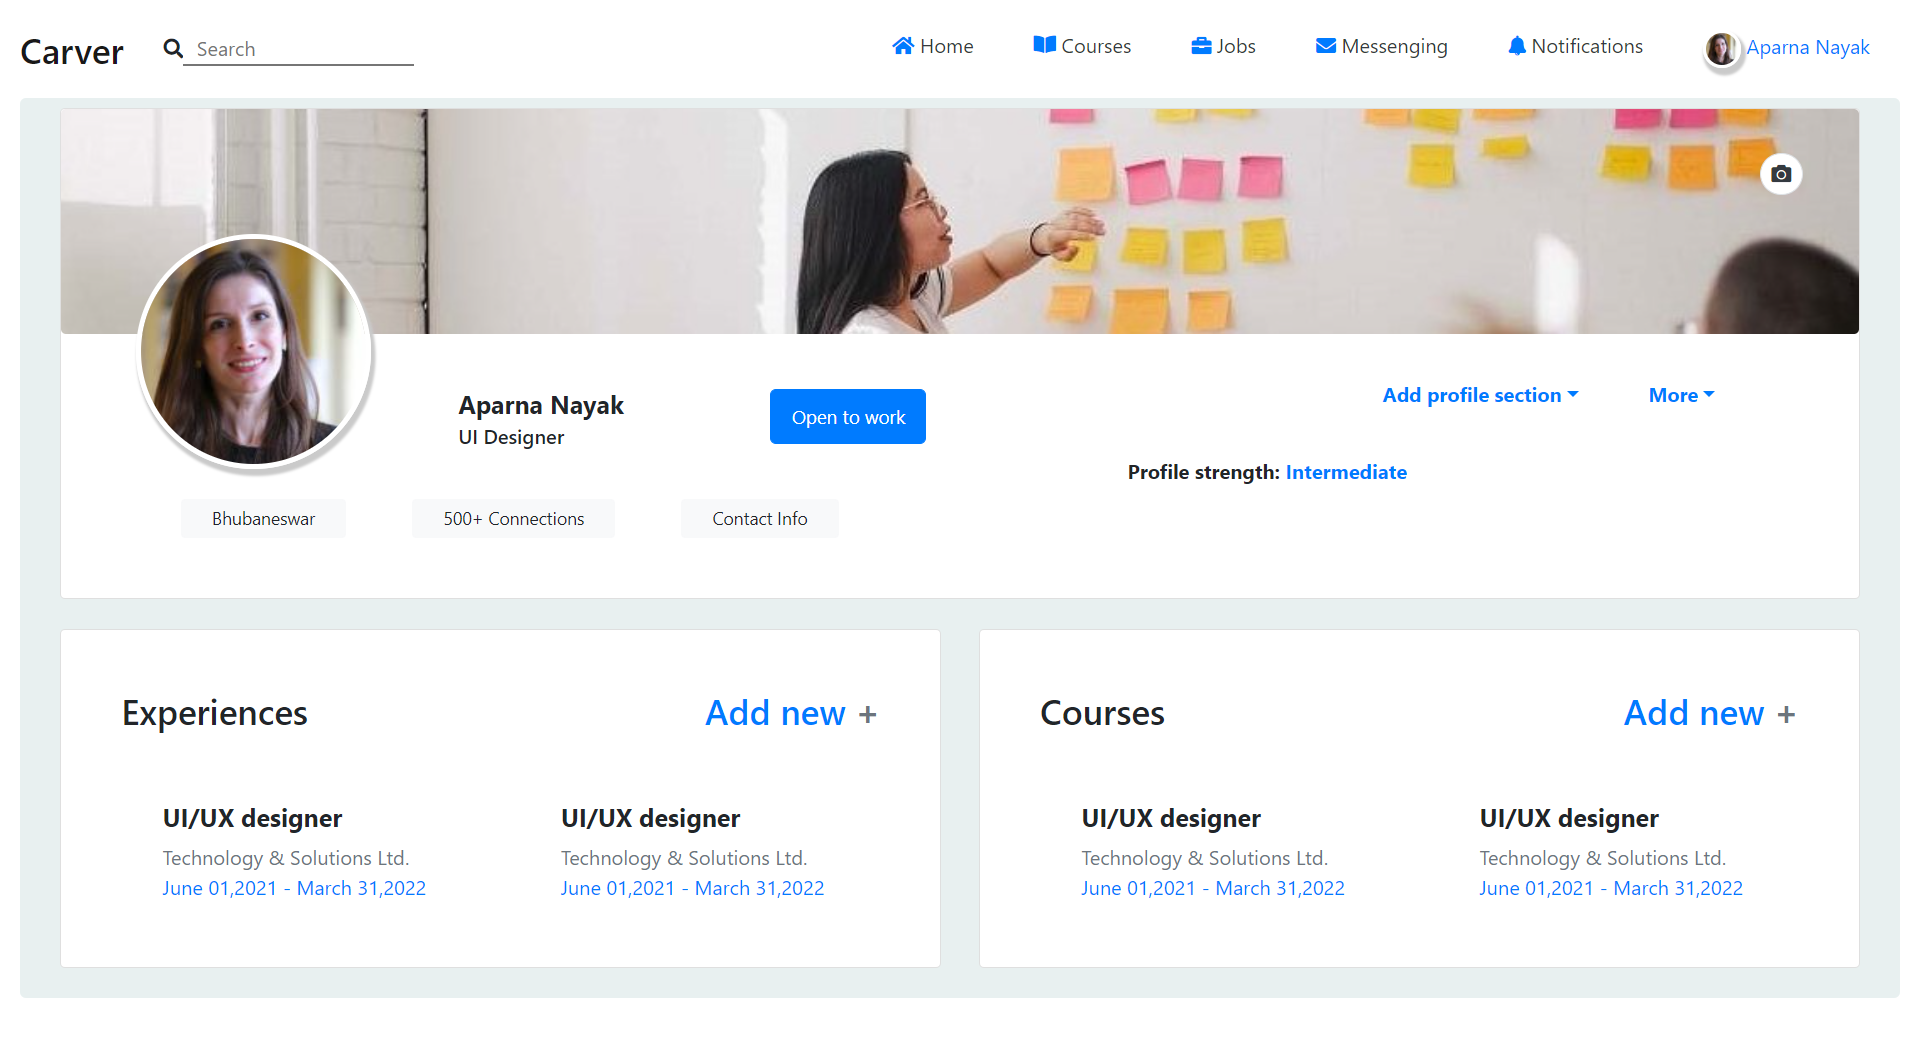 Carver
Search
Home
Courses
Jobs
Messenging
Notifications
Aparna Nayak
Aparna Nayak
UI Designer
Open to work
Add profile section
More
Profile strength: Intermediate
Bhubaneswar
500+ Connections
Contact Info
Experiences
Add new +
UI/UX designer
Technology & Solutions Ltd.
June 01,2021 - March 31,2022
UI/UX designer
Technology & Solutions Ltd.
June 01,2021 - March 31,2022
Courses
Add new +
UI/UX designer
Technology & Solutions Ltd.
June 01,2021 - March 31,2022
UI/UX designer
Technology & Solutions Ltd.
June 01,2021 - March 31,2022